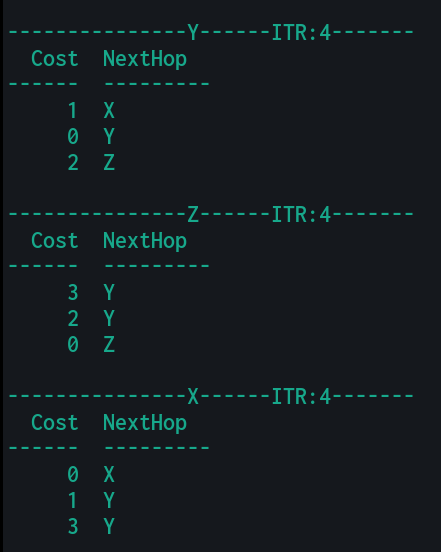 ---------------Y------ITR:4-------
Cost NextHop
------ ---------
1 X
0 Y
2 Z
---------------Z------ITR:4-------
Cost NextHop
------ ---------
3 Y
2 Y
0 Z
---------------X------ITR:4-------
Cost NextHop
------ ---------
0 X
1 Y
3 Y